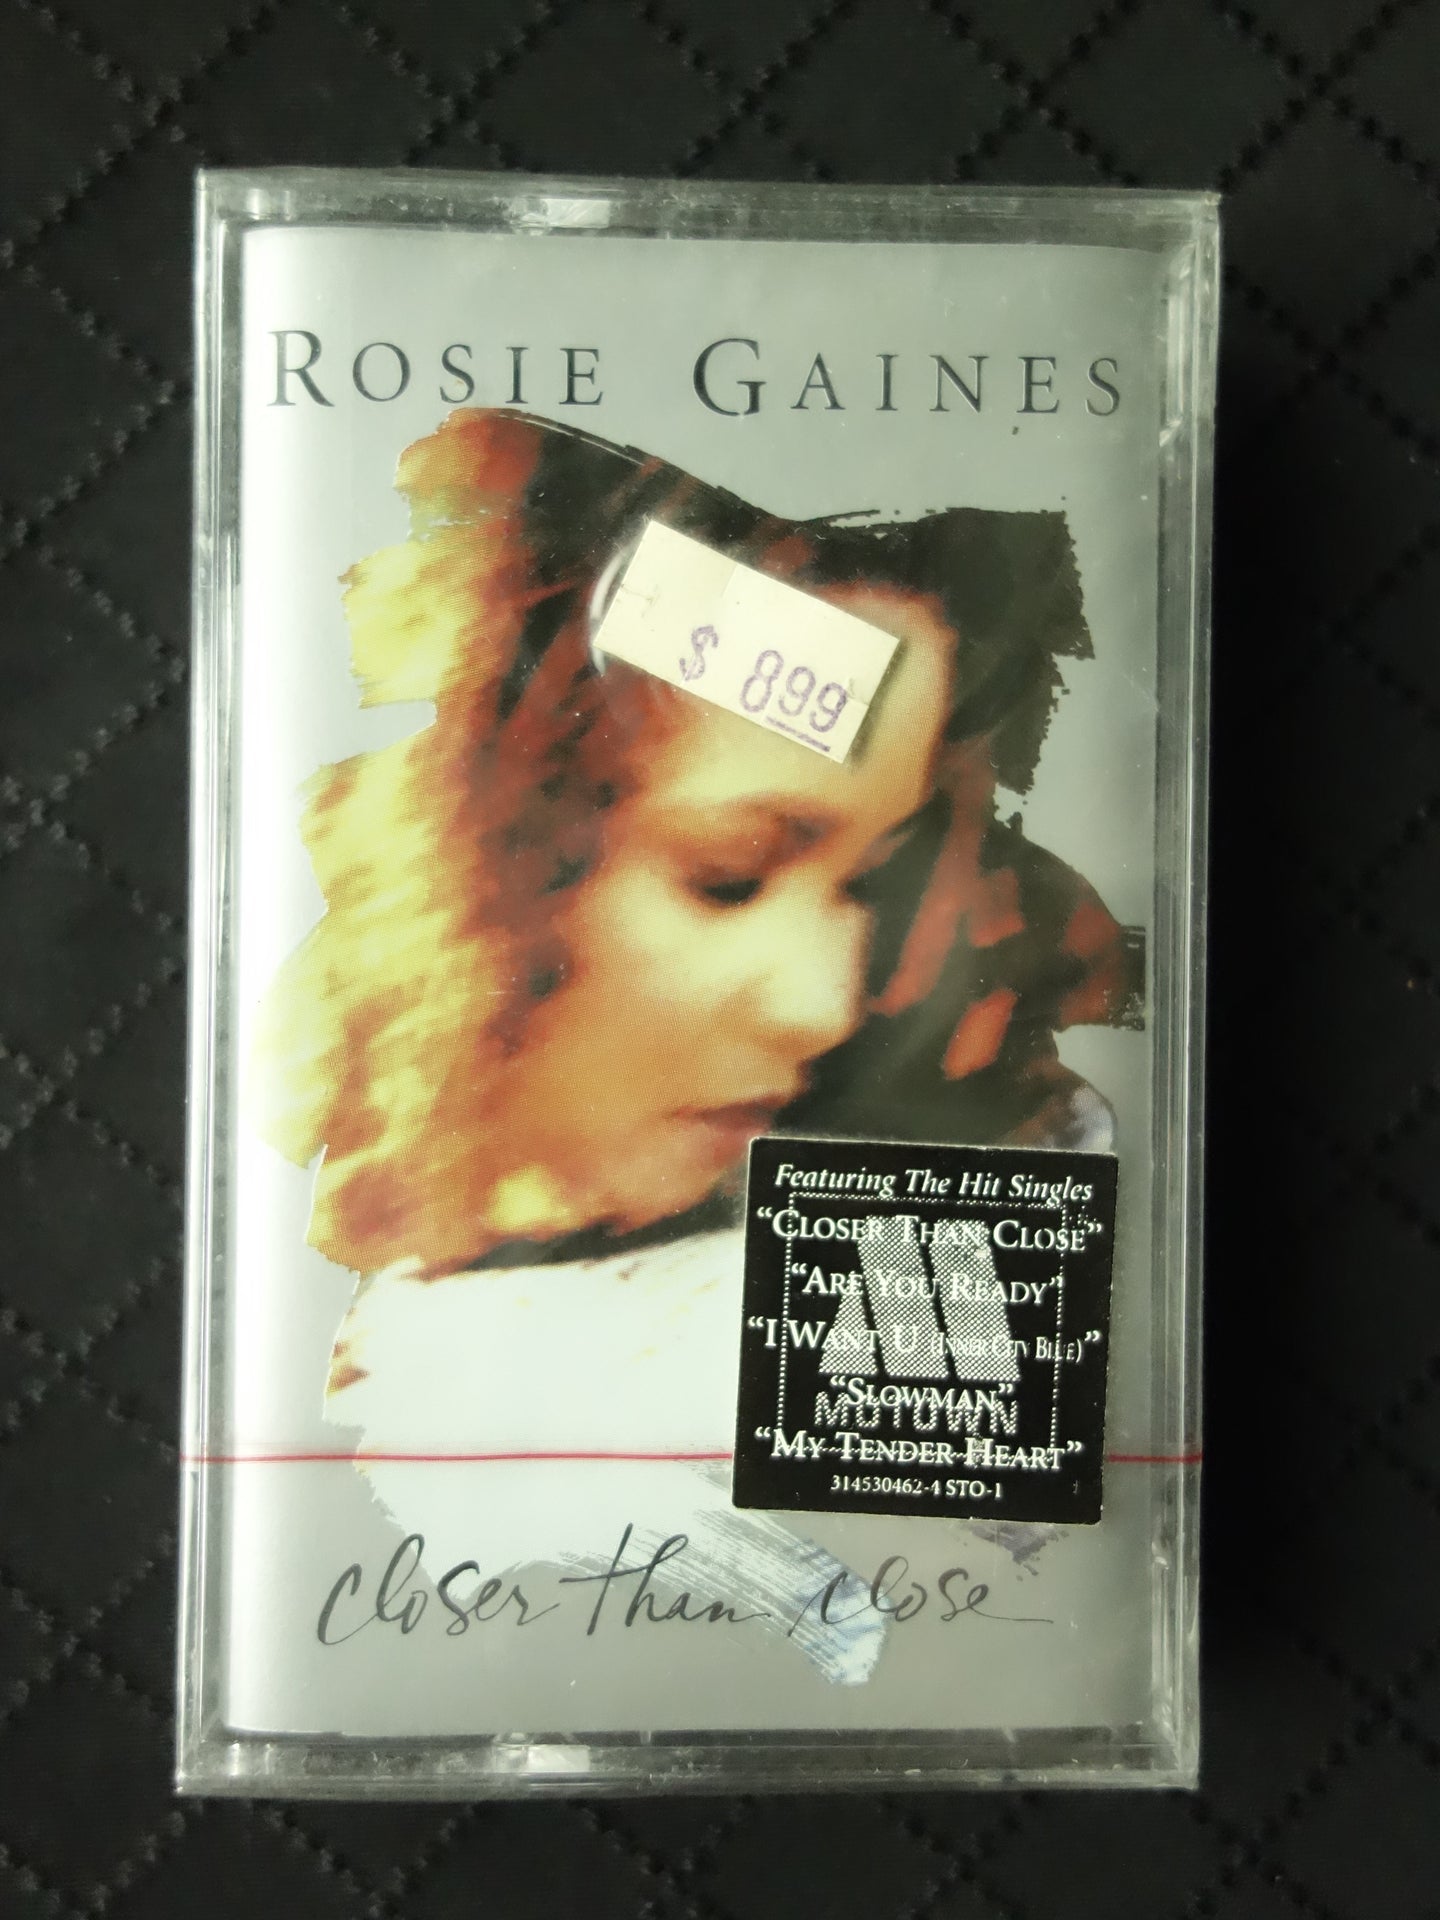 ROSIE GAINES
$ 899
Featuring The Hit Singles
"CLOSER THAN CLOSE"
"ARE YOU READY"
"I WANT U (INNER CITY BLUE)"
"SLOWMAN"
MOTOWN
"MY TENDER HEART"
314530462-4 STO-1
closer than close